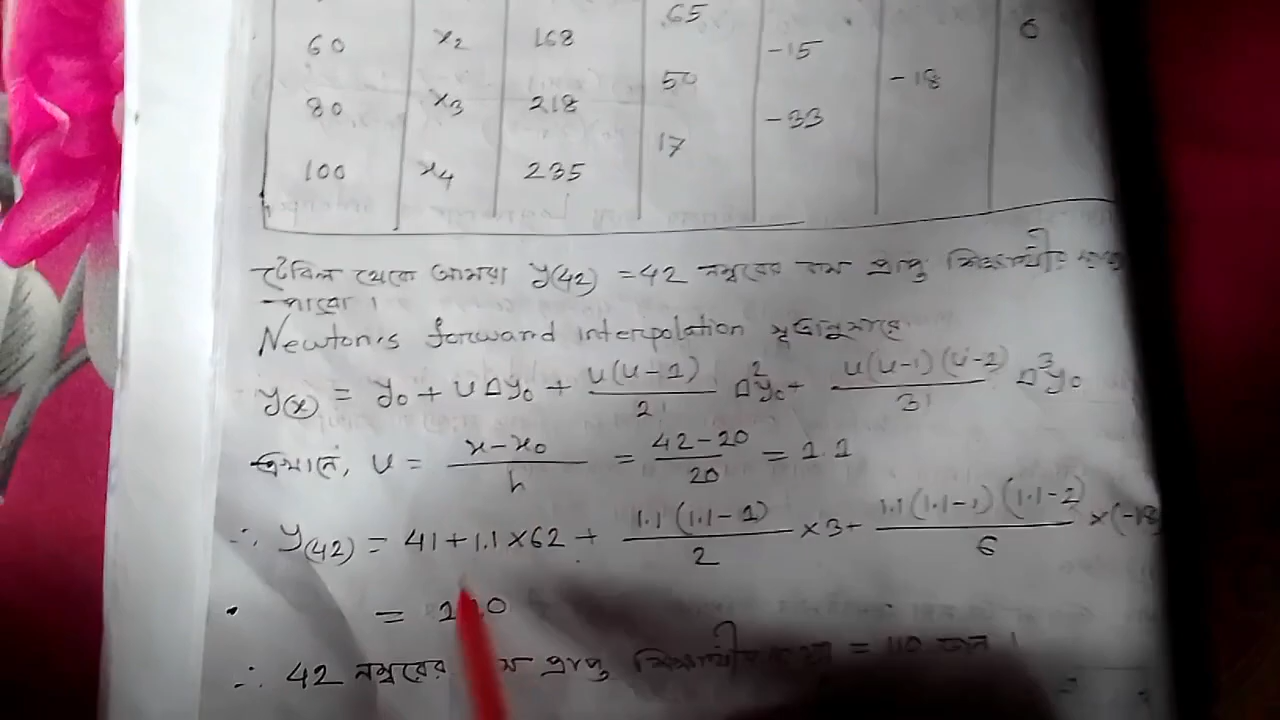 65 0
60 x₂ 168 -15
50 -18
80 x₃ 218 -33
17
100 x₄ 235
টেবিল থেকে আমরা y(42) = 42 নম্বরের কম প্রাপ্ত শিক্ষার্থীর
পারো।
Newton's forward interpolation সূত্রানুসারে
y(x) = y₀ + uΔy₀ + u(u-1)/2! Δ²y₀ + u(u-1)(u-2)/3! Δ³y₀
এখানে, u = x-x₀/h = 42-20/20 = 1.1
∴ y(42) = 41 + 1.1×62 + 1.1(1.1-1)/2 ×3 + 1.1(1.1-1)(1.1-2)/6 ×(-18)
=
∴ 42 নম্বরের প্রাপ্ত শিক্ষার্থীর = 110 জন।